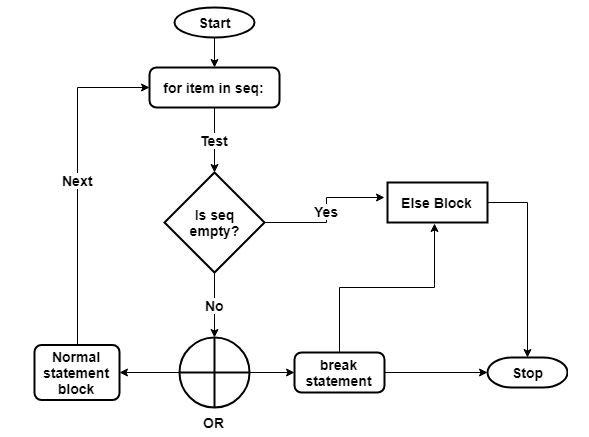 Start
for item in seq:
Test
Next
Is seq
empty?
Yes
Else Block
No
Normal
statement
block
break
statement
Stop
OR